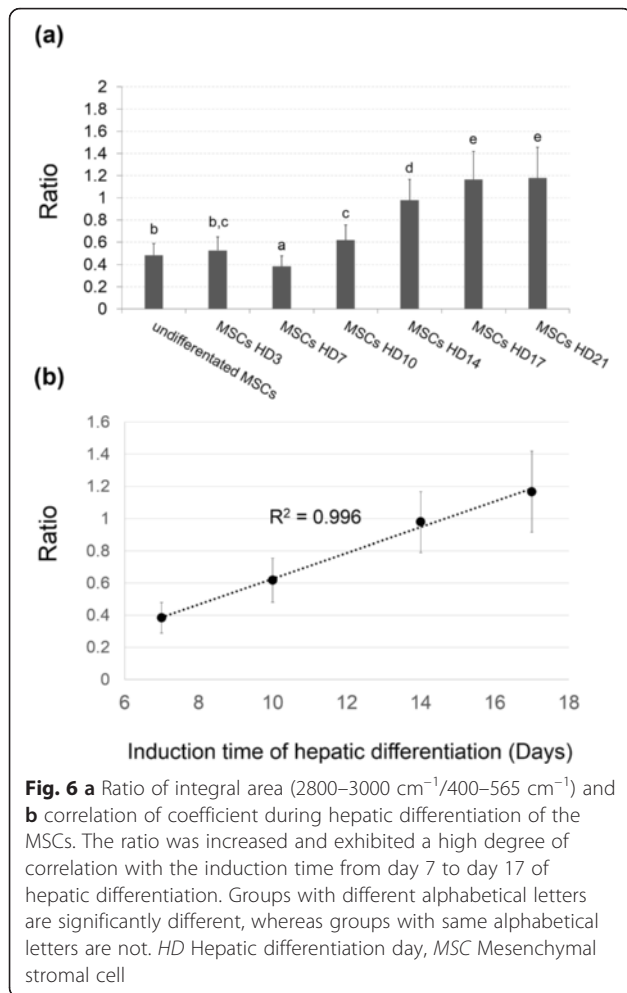 (a)
2
1.8
1.6
1.4
1.2
1
0.8
0.6
0.4
0.2
0
Ratio
b
b,c
a
c
d
e
e
undifferentated MSCs
MSCs HD3
MSCs HD7
MSCs HD10
MSCs HD14
MSCs HD17
MSCs HD21
(b)
1.6
1.4
1.2
1
0.8
0.6
0.4
0.2
0
Ratio
R² = 0.996
6 8 10 12 14 16 18
Induction time of hepatic differentiation (Days)
Fig. 6 a Ratio of integral area (2800–3000 cm⁻¹/400–565 cm⁻¹) and
b correlation of coefficient during hepatic differentiation of the
MSCs. The ratio was increased and exhibited a high degree of
correlation with the induction time from day 7 to day 17 of
hepatic differentiation. Groups with different alphabetical letters
are significantly different, whereas groups with same alphabetical
letters are not. HD Hepatic differentiation day, MSC Mesenchymal
stromal cell